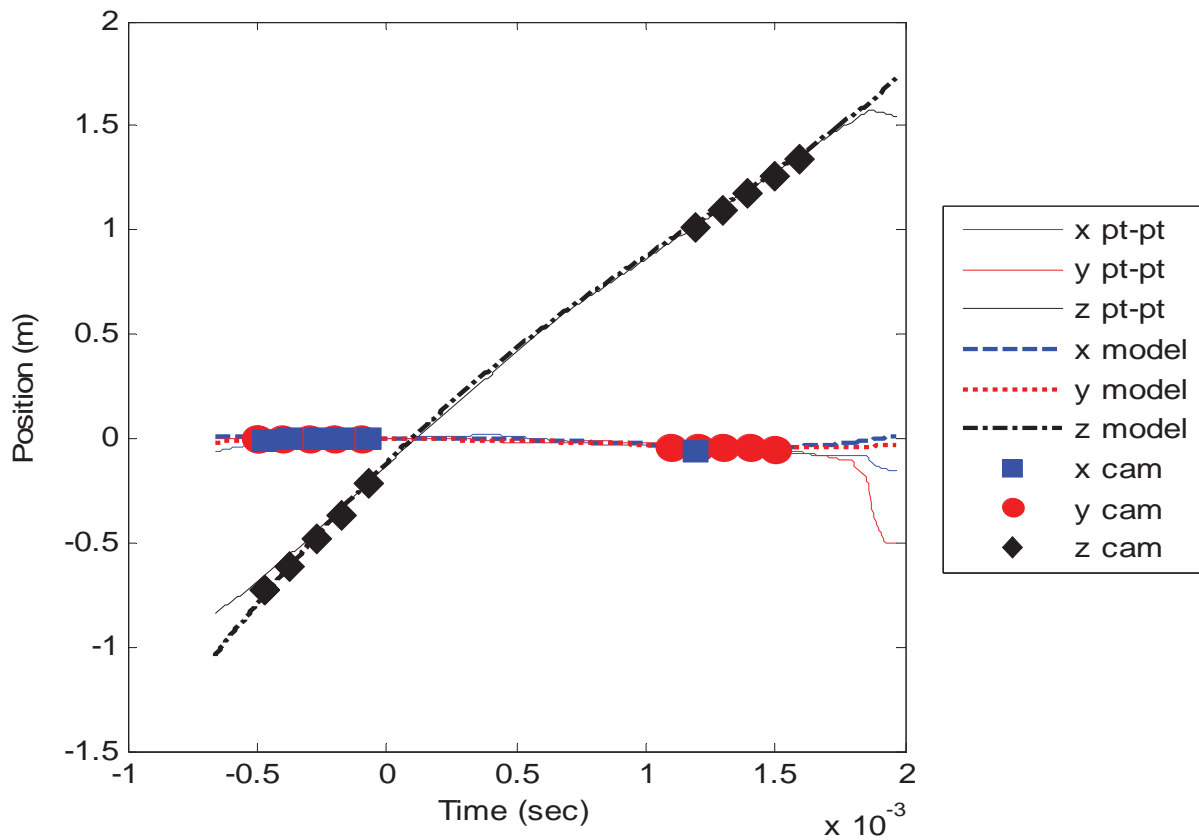 2
1.5
1
0.5
0
-0.5
-1
-1.5
Position (m)
-1 -0.5 0 0.5 1 1.5 2
Time (sec)
x 10⁻³
x pt-pt
y pt-pt
z pt-pt
x model
y model
z model
x cam
y cam
z cam